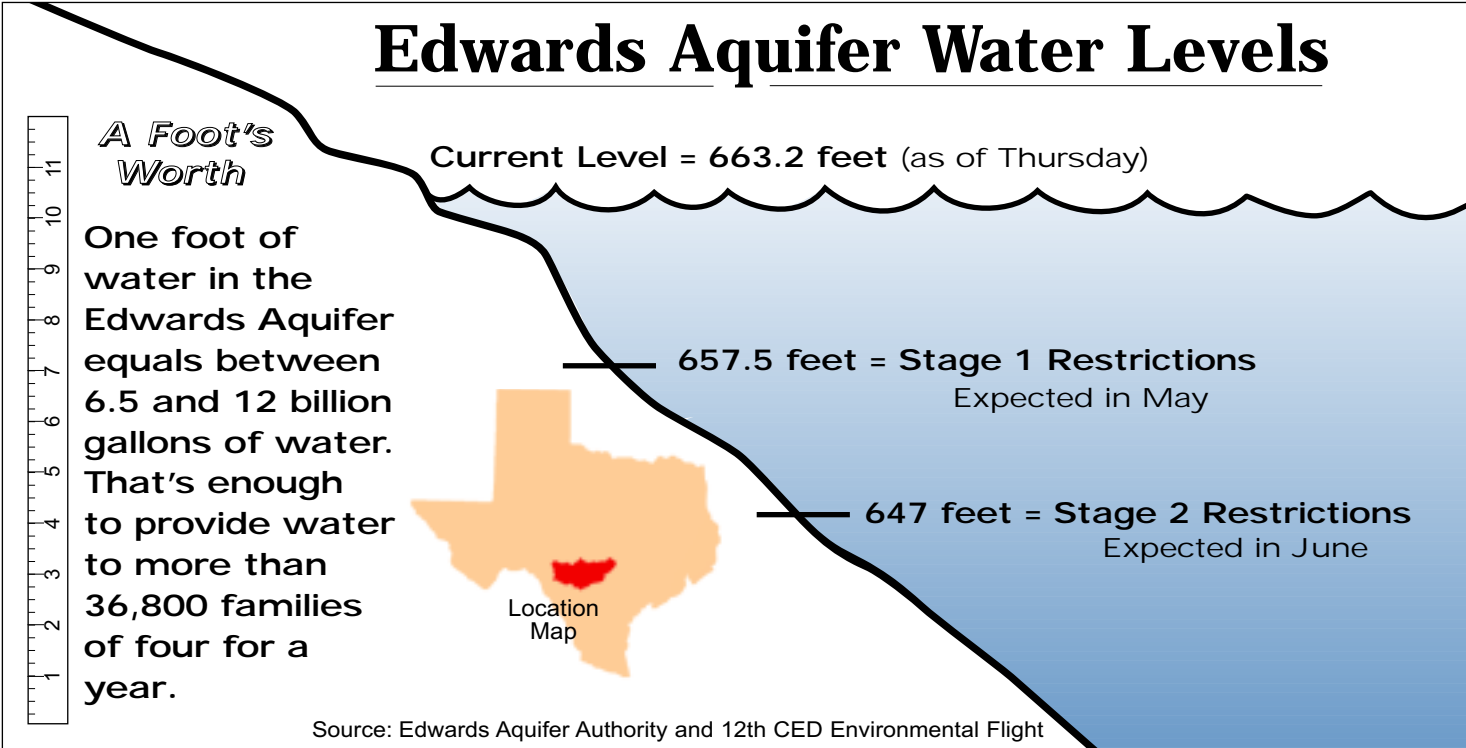 Edwards Aquifer Water Levels
A Foot's
Worth
One foot of
water in the
Edwards Aquifer
equals between
6.5 and 12 billion
gallons of water.
That's enough
to provide water
to more than
36,800 families
of four for a
year.
11
10
9
8
7
6
5
4
3
2
1
Current Level = 663.2 feet (as of Thursday)
657.5 feet = Stage 1 Restrictions
Expected in May
647 feet = Stage 2 Restrictions
Expected in June
Location
Map
Source: Edwards Aquifer Authority and 12th CED Environmental Flight